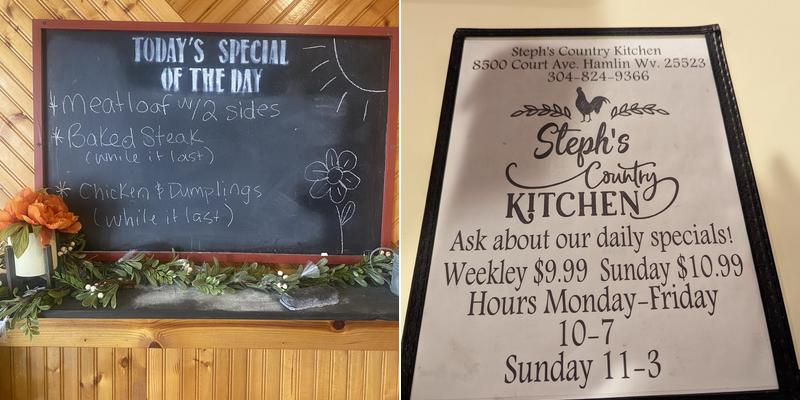 TODAY'S SPECIAL
OF THE DAY
* Meatloaf w/2 sides
* Baked Steak
(while it last)
* Chicken & Dumplings
(while it last)
Steph's Country Kitchen
8500 Court Ave. Hamlin Wv. 25523
304-824-9366
Steph's
Country
KITCHEN
Ask about our daily specials!
Weekley $9.99 Sunday $10.99
Hours Monday-Friday
10-7
Sunday 11-3